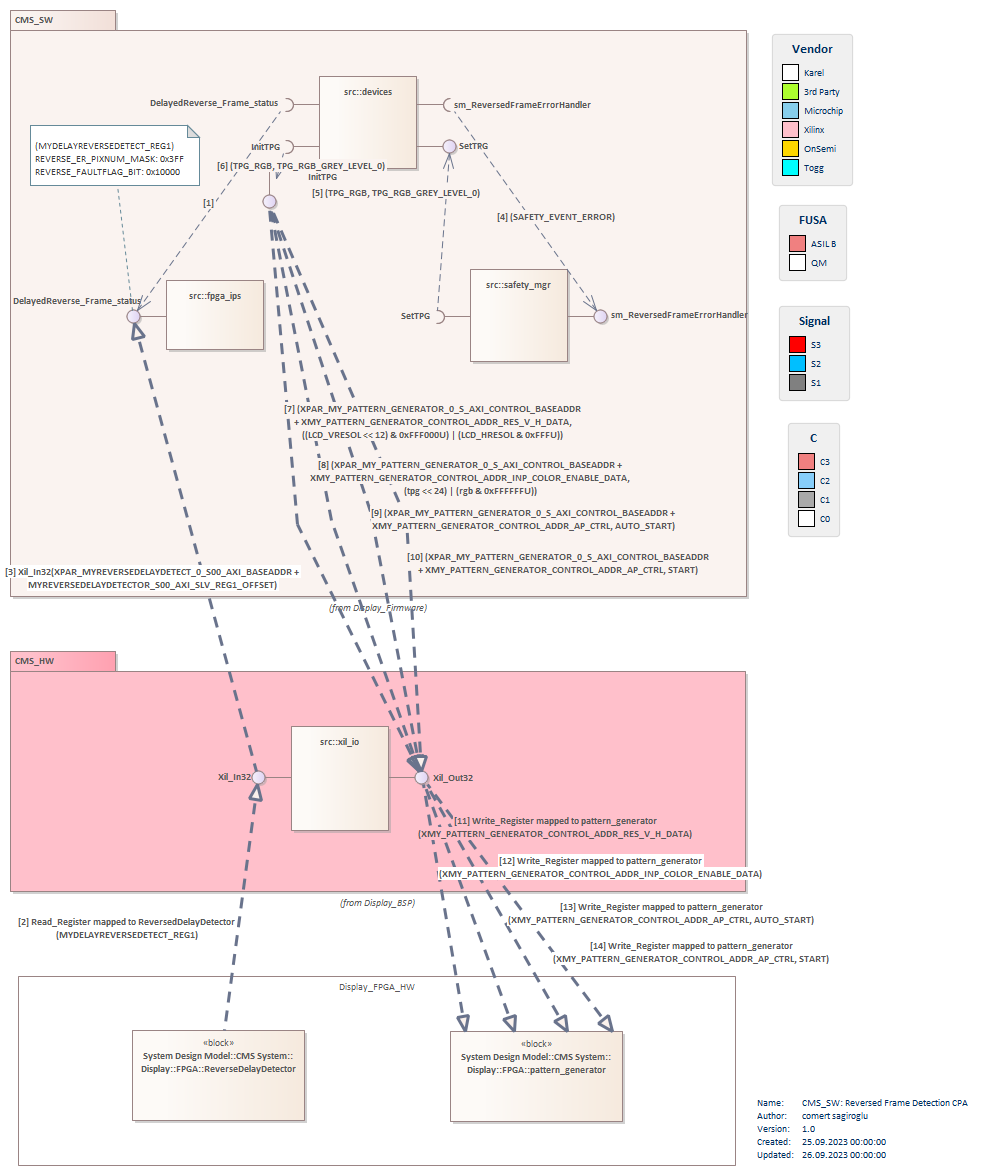 CMS_SW
src::devices
DelayedReverse_Frame_status
sm_ReversedFrameErrorHandler
(MYDELAYREVERSEDETECT_REG1)
REVERSE_ER_PIXNUM_MASK: 0x3FF
REVERSE_FAULTFLAG_BIT: 0x10000
InitTPG
SetTPG
[6] (TPG_RGB, TPG_RGB_GREY_LEVEL_0)
InitTPG
[5] (TPG_RGB, TPG_RGB_GREY_LEVEL_0)
[1]
[4] (SAFETY_EVENT_ERROR)
src::fpga_ips
src::safety_mgr
DelayedReverse_Frame_status
SetTPG
sm_ReversedFrameErrorHandler
[7] (XPAR_MY_PATTERN_GENERATOR_0_S_AXI_CONTROL_BASEADDR
+ XMY_PATTERN_GENERATOR_CONTROL_ADDR_RES_V_H_DATA,
((LCD_VRESOL << 12) & 0xFFF000U) | (LCD_HRESOL & 0xFFFU))
[8] (XPAR_MY_PATTERN_GENERATOR_0_S_AXI_CONTROL_BASEADDR +
XMY_PATTERN_GENERATOR_CONTROL_ADDR_INP_COLOR_ENABLE_DATA,
(tpg << 24) | (rgb & 0xFFFFFFU))
[9] (XPAR_MY_PATTERN_GENERATOR_0_S_AXI_CONTROL_BASEADDR +
XMY_PATTERN_GENERATOR_CONTROL_ADDR_AP_CTRL, AUTO_START)
[10] (XPAR_MY_PATTERN_GENERATOR_0_S_AXI_CONTROL_BASEADDR
+ XMY_PATTERN_GENERATOR_CONTROL_ADDR_AP_CTRL, START)
[3] Xil_In32(XPAR_MYREVERSEDELAYDETECT_0_S00_AXI_BASEADDR +
MYREVERSEDELAYDETECTOR_S00_AXI_SLV_REG1_OFFSET)
(from Display_Firmware)
CMS_HW
src::xil_io
Xil_In32
Xil_Out32
[11] Write_Register mapped to pattern_generator
(XMY_PATTERN_GENERATOR_CONTROL_ADDR_RES_V_H_DATA)
[12] Write_Register mapped to pattern_generator
(XMY_PATTERN_GENERATOR_CONTROL_ADDR_INP_COLOR_ENABLE_DATA)
(from Display_BSP)
[13] Write_Register mapped to pattern_generator
(XMY_PATTERN_GENERATOR_CONTROL_ADDR_AP_CTRL, AUTO_START)
[2] Read_Register mapped to ReversedDelayDetector
(MYDELAYREVERSEDETECT_REG1)
[14] Write_Register mapped to pattern_generator
(XMY_PATTERN_GENERATOR_CONTROL_ADDR_AP_CTRL, START)
Display_FPGA_HW
«block»
System Design Model::CMS System::
Display::FPGA::ReverseDelayDetector
«block»
System Design Model::CMS System::
Display::FPGA::pattern_generator
Vendor
Karel
3rd Party
Microchip
Xilinx
OnSemi
Togg
FUSA
ASIL B
QM
Signal
S3
S2
S1
C
C3
C2
C1
C0
Name: CMS_SW: Reversed Frame Detection CPA
Author: comert sagiroglu
Version: 1.0
Created: 25.09.2023 00:00:00
Updated: 26.09.2023 00:00:00